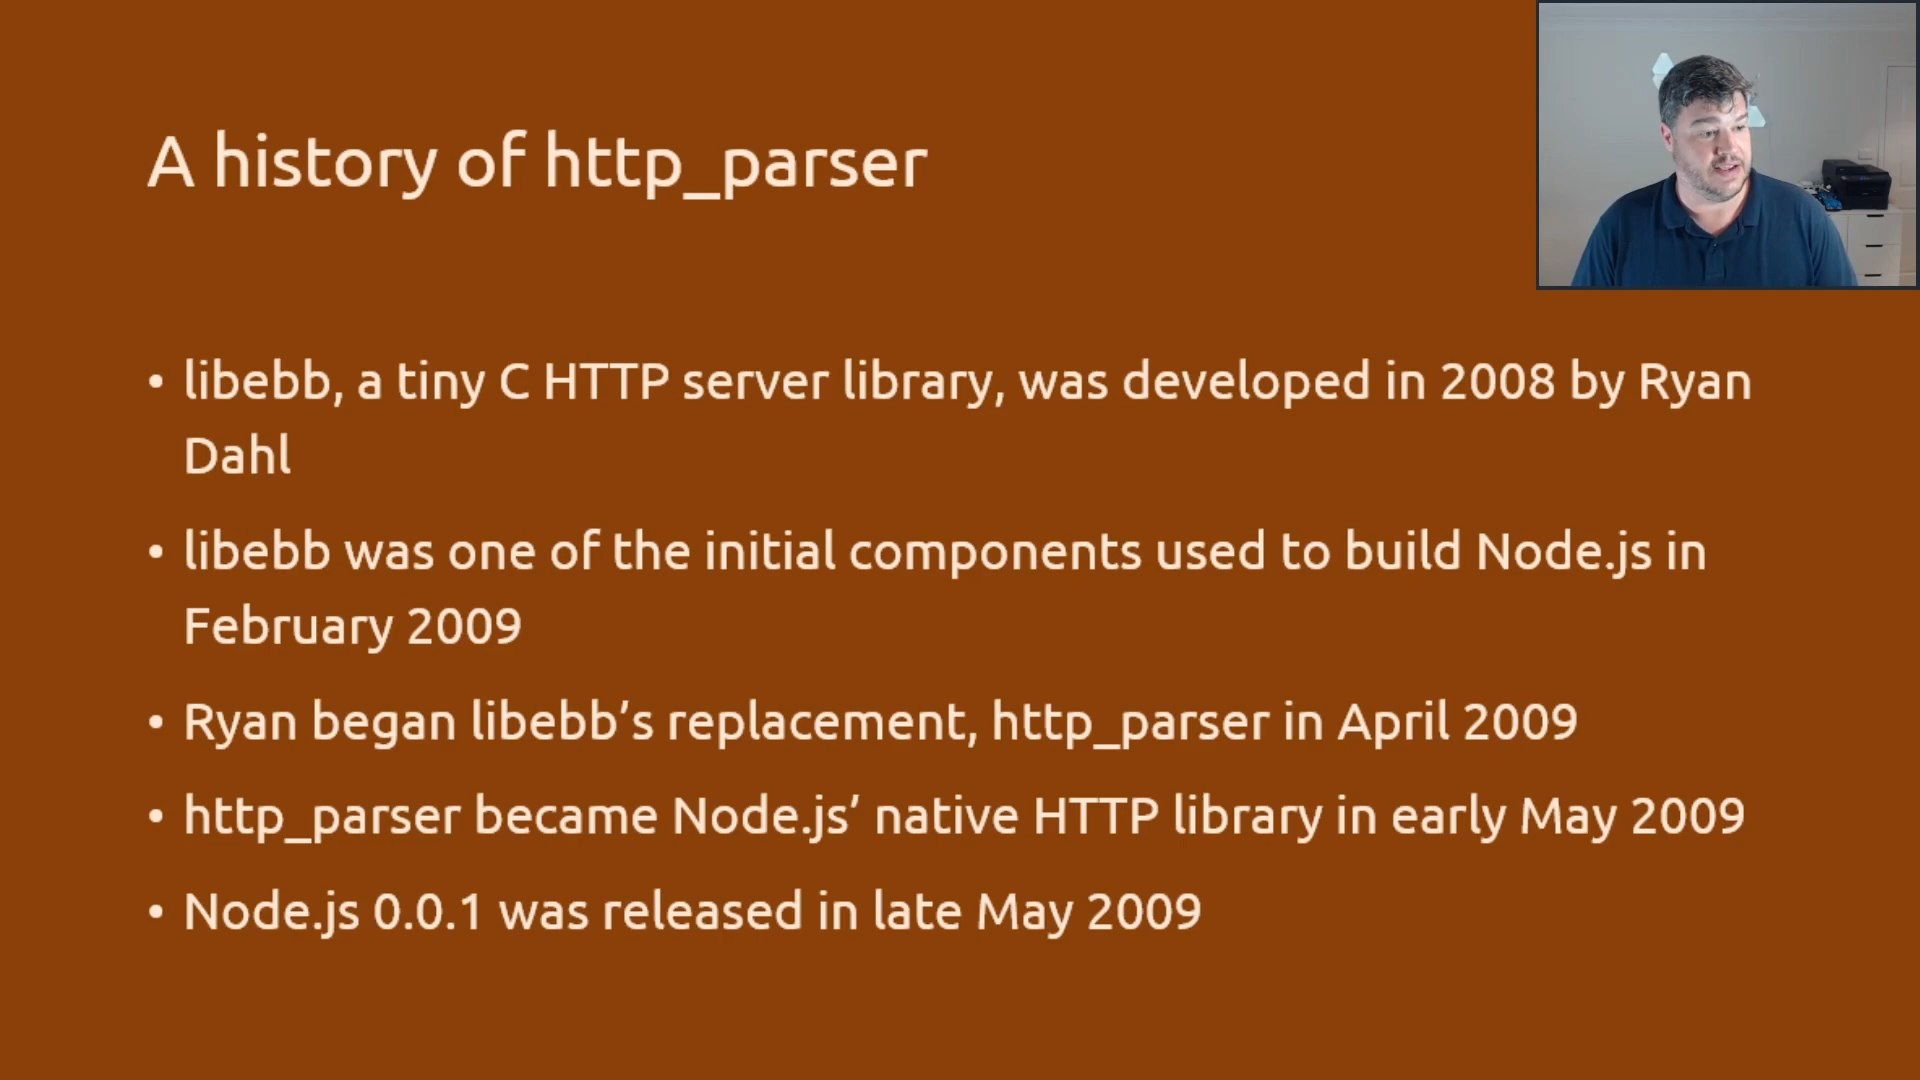 A history of http_parser
• libebb, a tiny C HTTP server library, was developed in 2008 by Ryan
Dahl
• libebb was one of the initial components used to build Node.js in
February 2009
• Ryan began libebb’s replacement, http_parser in April 2009
• http_parser became Node.js’ native HTTP library in early May 2009
• Node.js 0.0.1 was released in late May 2009